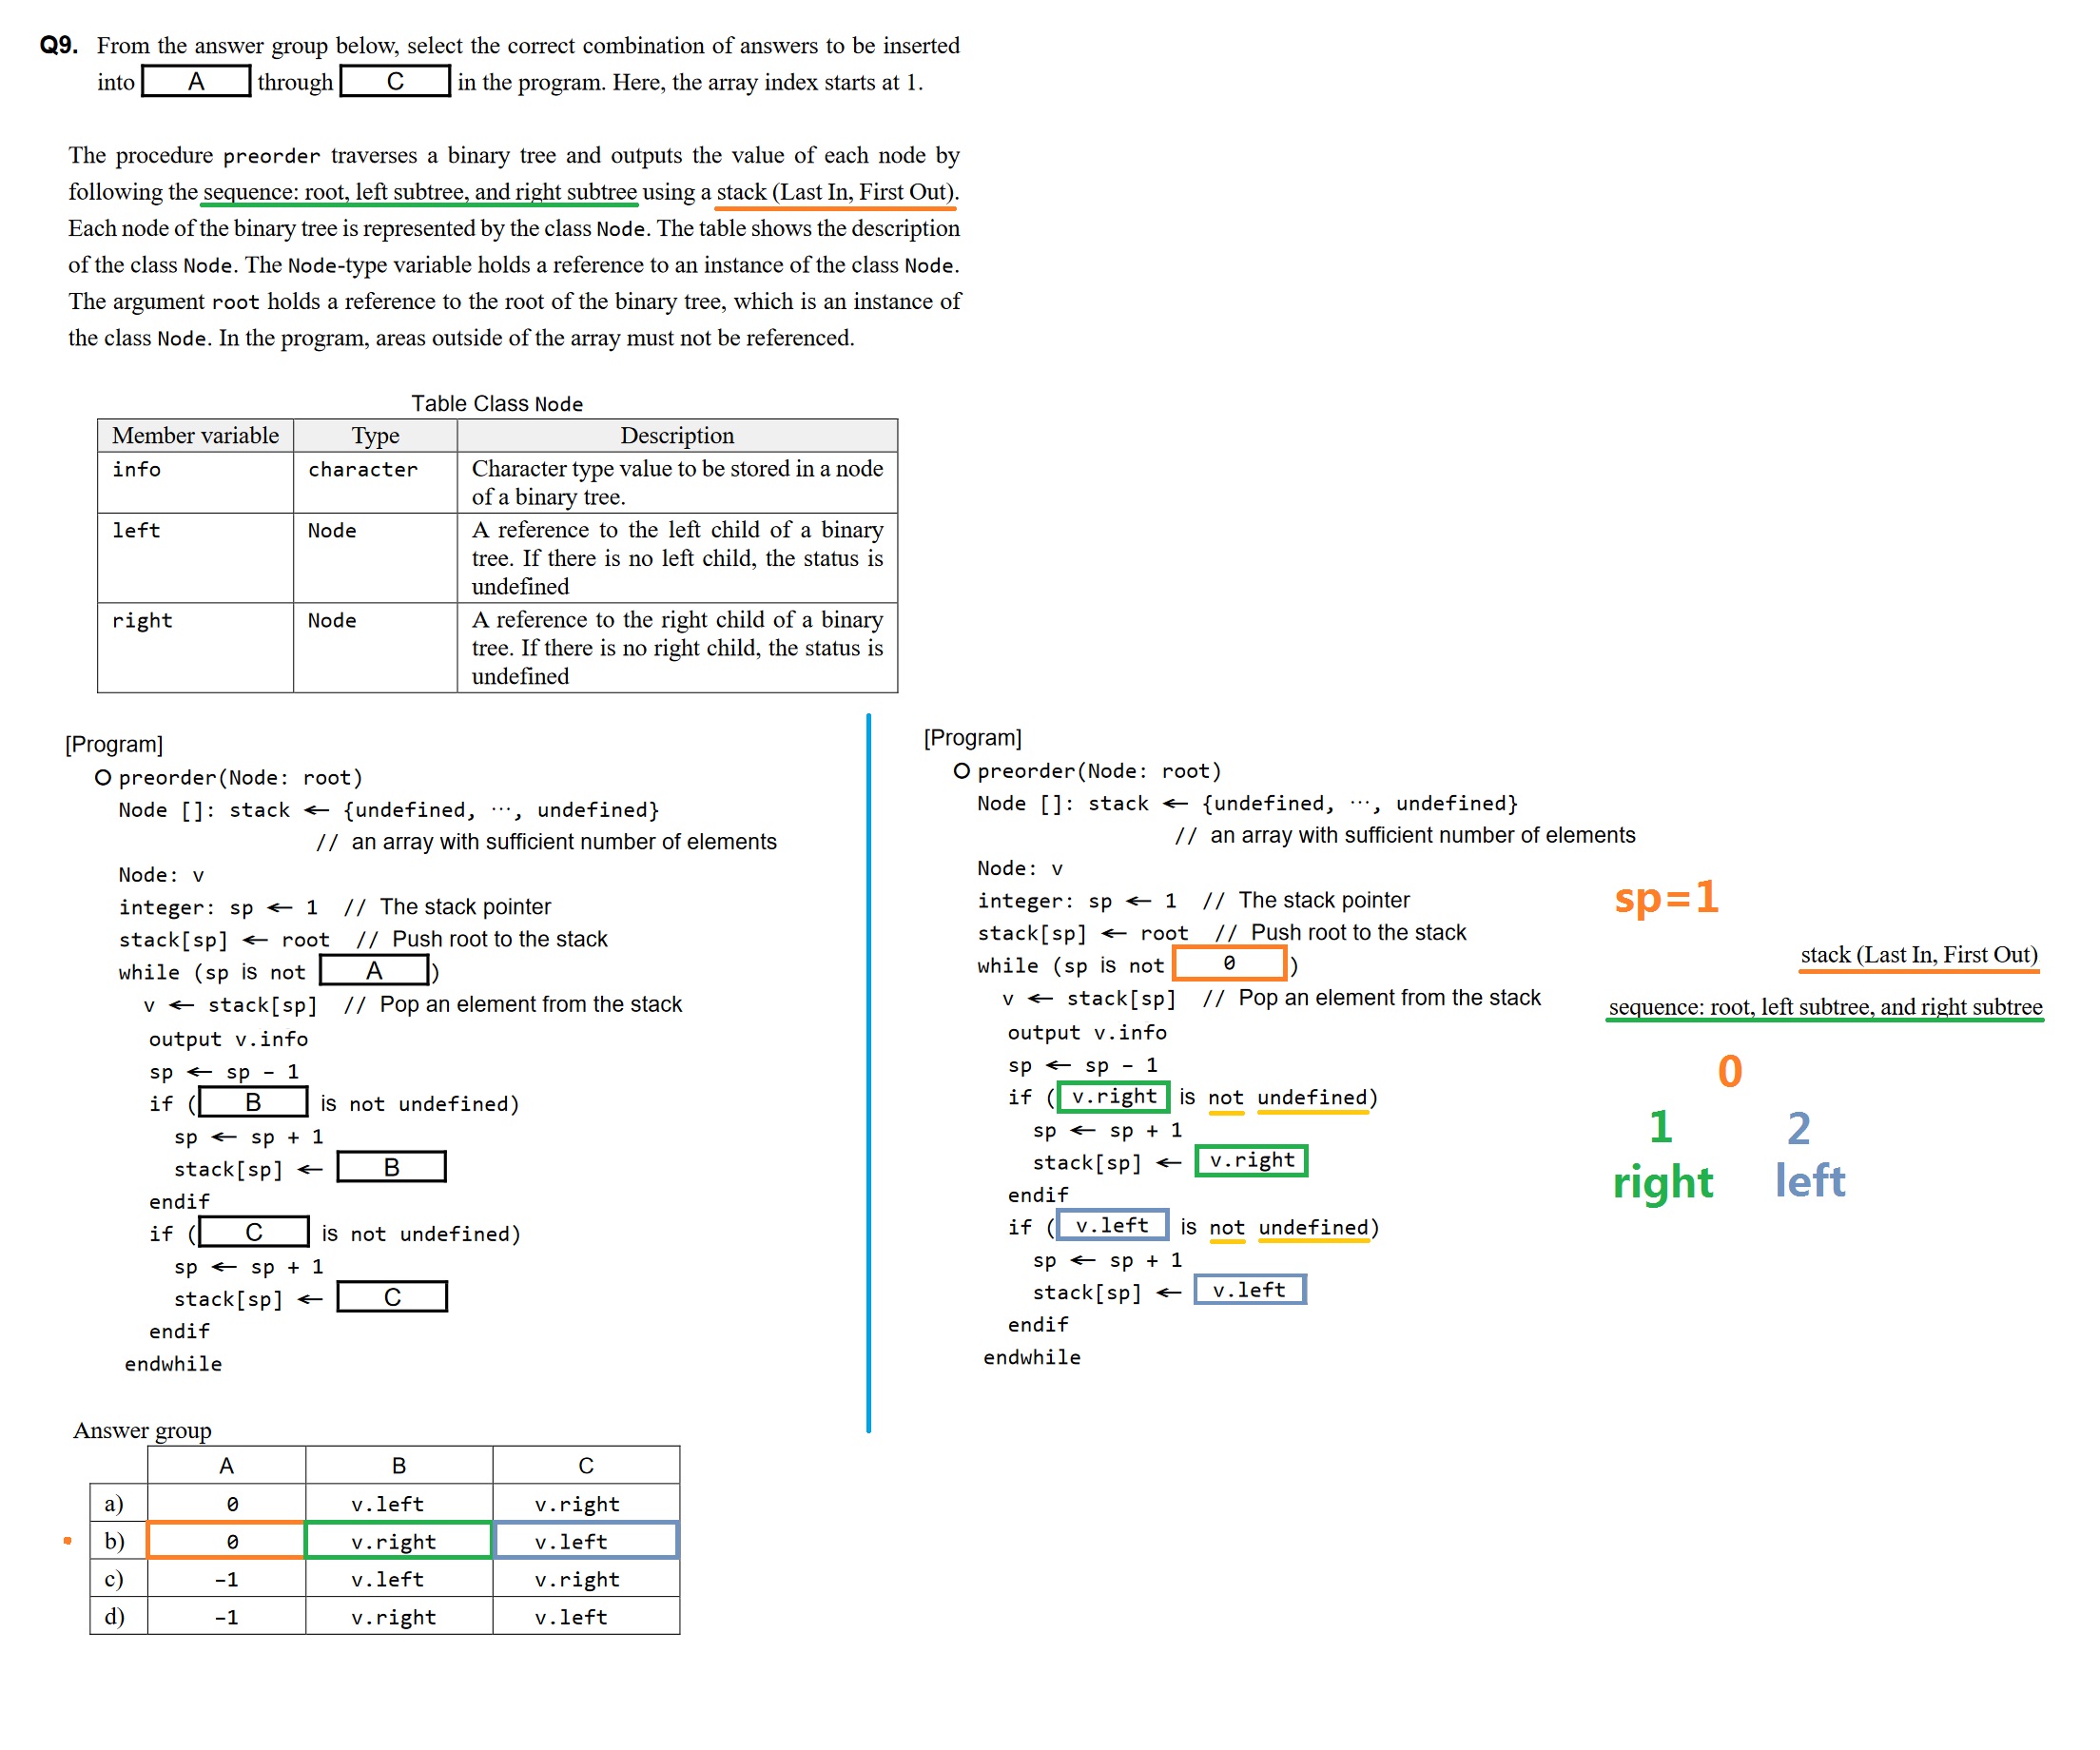 Q9. From the answer group below, select the correct combination of answers to be inserted
into A through C in the program. Here, the array index starts at 1.
The procedure preorder traverses a binary tree and outputs the value of each node by
following the sequence: root, left subtree, and right subtree using a stack (Last In, First Out).
Each node of the binary tree is represented by the class Node. The table shows the description
of the class Node. The Node-type variable holds a reference to an instance of the class Node.
The argument root holds a reference to the root of the binary tree, which is an instance of
the class Node. In the program, areas outside of the array must not be referenced.
Table Class Node
Member variable Type Description
info character Character type value to be stored in a node
of a binary tree.
left Node A reference to the left child of a binary
tree. If there is no left child, the status is
undefined
right Node A reference to the right child of a binary
tree. If there is no right child, the status is
undefined
[Program]
○ preorder(Node: root)
Node []: stack ← {undefined, ⋯, undefined}
// an array with sufficient number of elements
Node: v
integer: sp ← 1 // The stack pointer
stack[sp] ← root // Push root to the stack
while (sp is not A)
v ← stack[sp] // Pop an element from the stack
output v.info
sp ← sp - 1
if (B is not undefined)
sp ← sp + 1
stack[sp] ← B
endif
if (C is not undefined)
sp ← sp + 1
stack[sp] ← C
endif
endwhile
[Program]
○ preorder(Node: root)
Node []: stack ← {undefined, ⋯, undefined}
// an array with sufficient number of elements
Node: v
integer: sp ← 1 // The stack pointer
stack[sp] ← root // Push root to the stack
while (sp is not 0)
v ← stack[sp] // Pop an element from the stack
output v.info
sp ← sp - 1
if (v.right is not undefined)
sp ← sp + 1
stack[sp] ← v.right
endif
if (v.left is not undefined)
sp ← sp + 1
stack[sp] ← v.left
endif
endwhile
sp=1
stack (Last In, First Out)
sequence: root, left subtree, and right subtree
0
1 2
right left
Answer group
A B C
a) 0 v.left v.right
b) 0 v.right v.left
c) -1 v.left v.right
d) -1 v.right v.left